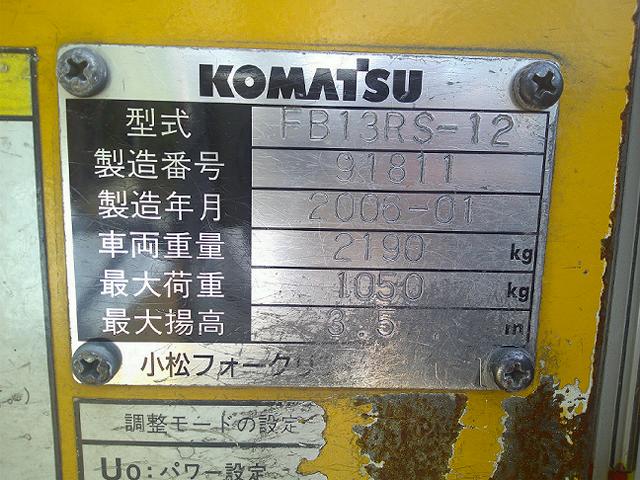 KOMATSU
型式 FB13RS-12
製造番号 91811
製造年月 2006-01
車両重量 2190 kg
最大荷重 1050 kg
最大揚高 3.5 m
小松フォークリ
調整モードの設定
Uo:パワー設定